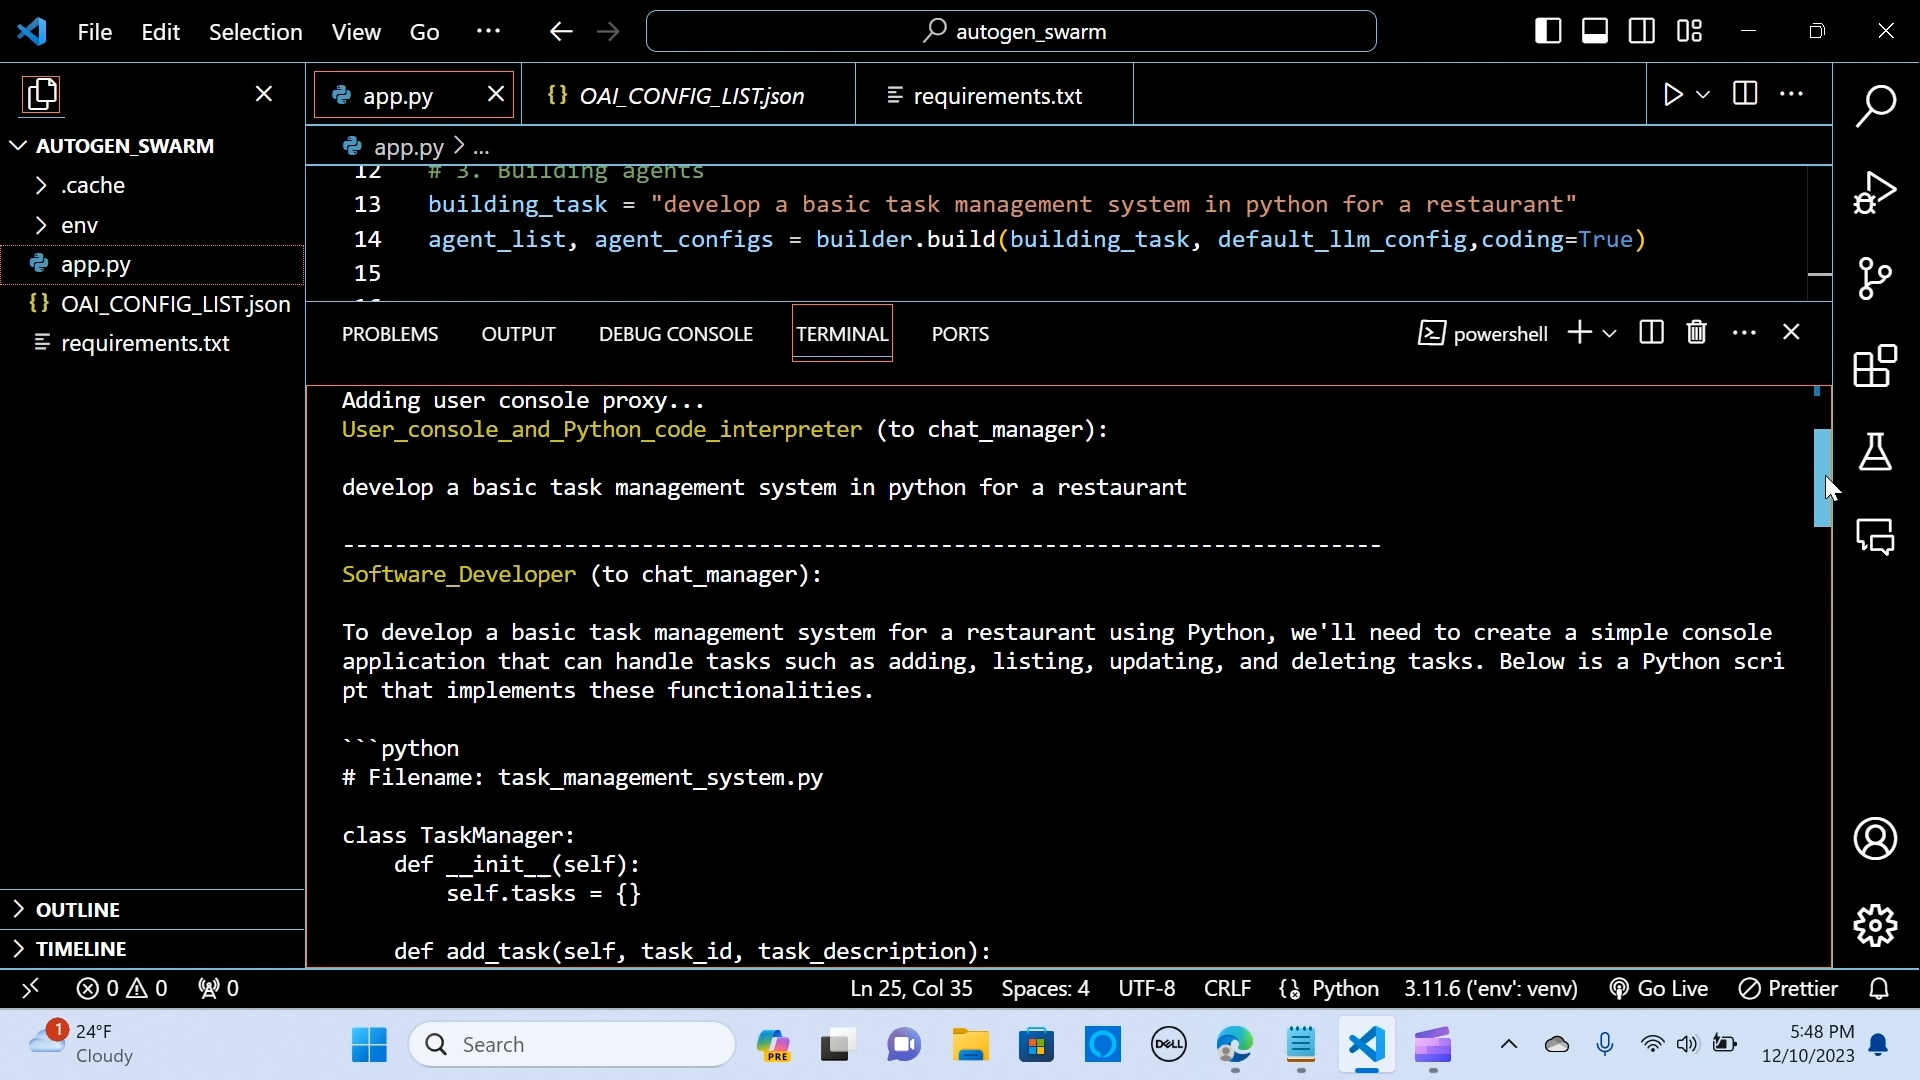 File Edit Selection View Go ···
autogen_swarm
app.py
OAI_CONFIG_LIST.json
requirements.txt
AUTOGEN_SWARM
.cache
env
app.py
OAI_CONFIG_LIST.json
requirements.txt
OUTLINE
TIMELINE
app.py > ...
12 # 3. Building agents
13 building_task = "develop a basic task management system in python for a restaurant"
14 agent_list, agent_configs = builder.build(building_task, default_llm_config,coding=True)
15
PROBLEMS OUTPUT DEBUG CONSOLE TERMINAL PORTS
powershell
Adding user console proxy...
User_console_and_Python_code_interpreter (to chat_manager):
develop a basic task management system in python for a restaurant
--------------------------------------------------------------------------------
Software_Developer (to chat_manager):
To develop a basic task management system for a restaurant using Python, we'll need to create a simple console
application that can handle tasks such as adding, listing, updating, and deleting tasks. Below is a Python scri
pt that implements these functionalities.
```python
# Filename: task_management_system.py
class TaskManager:
def __init__(self):
self.tasks = {}
def add_task(self, task_id, task_description):
0 0 0
Ln 25, Col 35 Spaces: 4 UTF-8 CRLF Python 3.11.6 ('env': venv) Go Live Prettier
1
24°F
Cloudy
Search
PRE
DELL
5:48 PM
12/10/2023